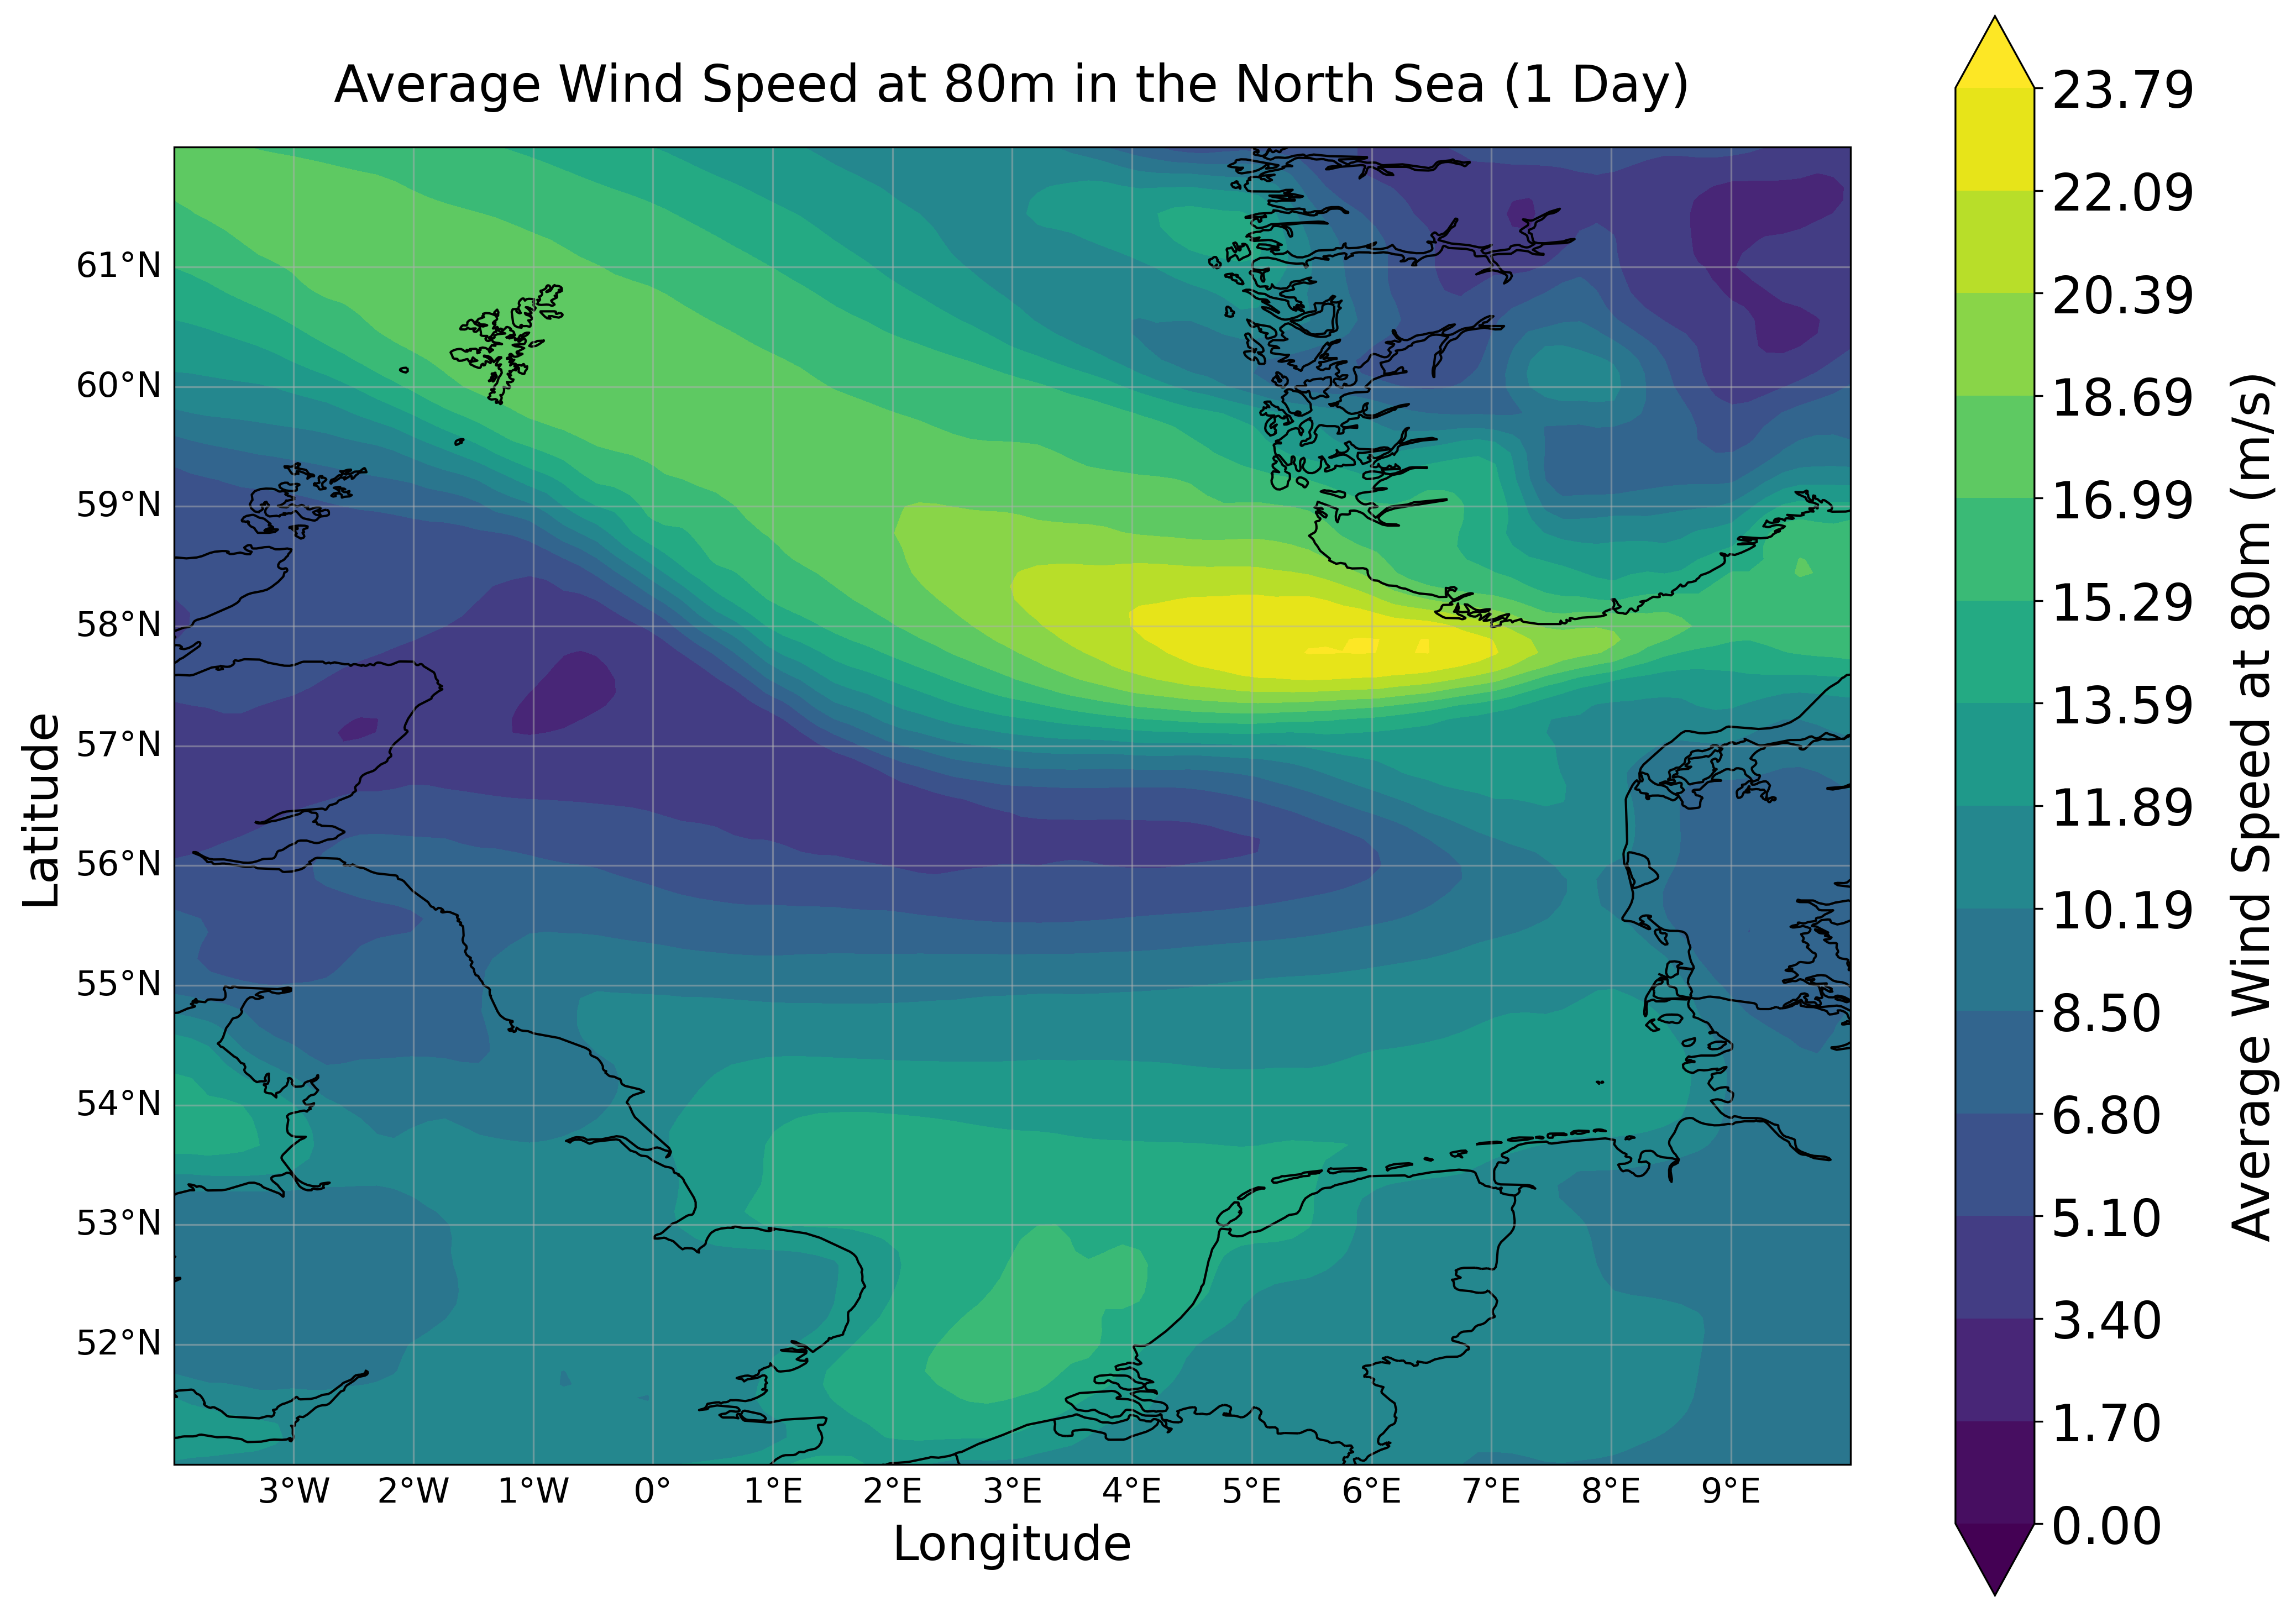 Average Wind Speed at 80m in the North Sea (1 Day)
61°N
60°N
59°N
58°N
57°N
56°N
55°N
54°N
53°N
52°N
Latitude
3°W 2°W 1°W 0° 1°E 2°E 3°E 4°E 5°E 6°E 7°E 8°E 9°E
Longitude
23.79
22.09
20.39
18.69
16.99
15.29
13.59
11.89
10.19
8.50
6.80
5.10
3.40
1.70
0.00
Average Wind Speed at 80m (m/s)